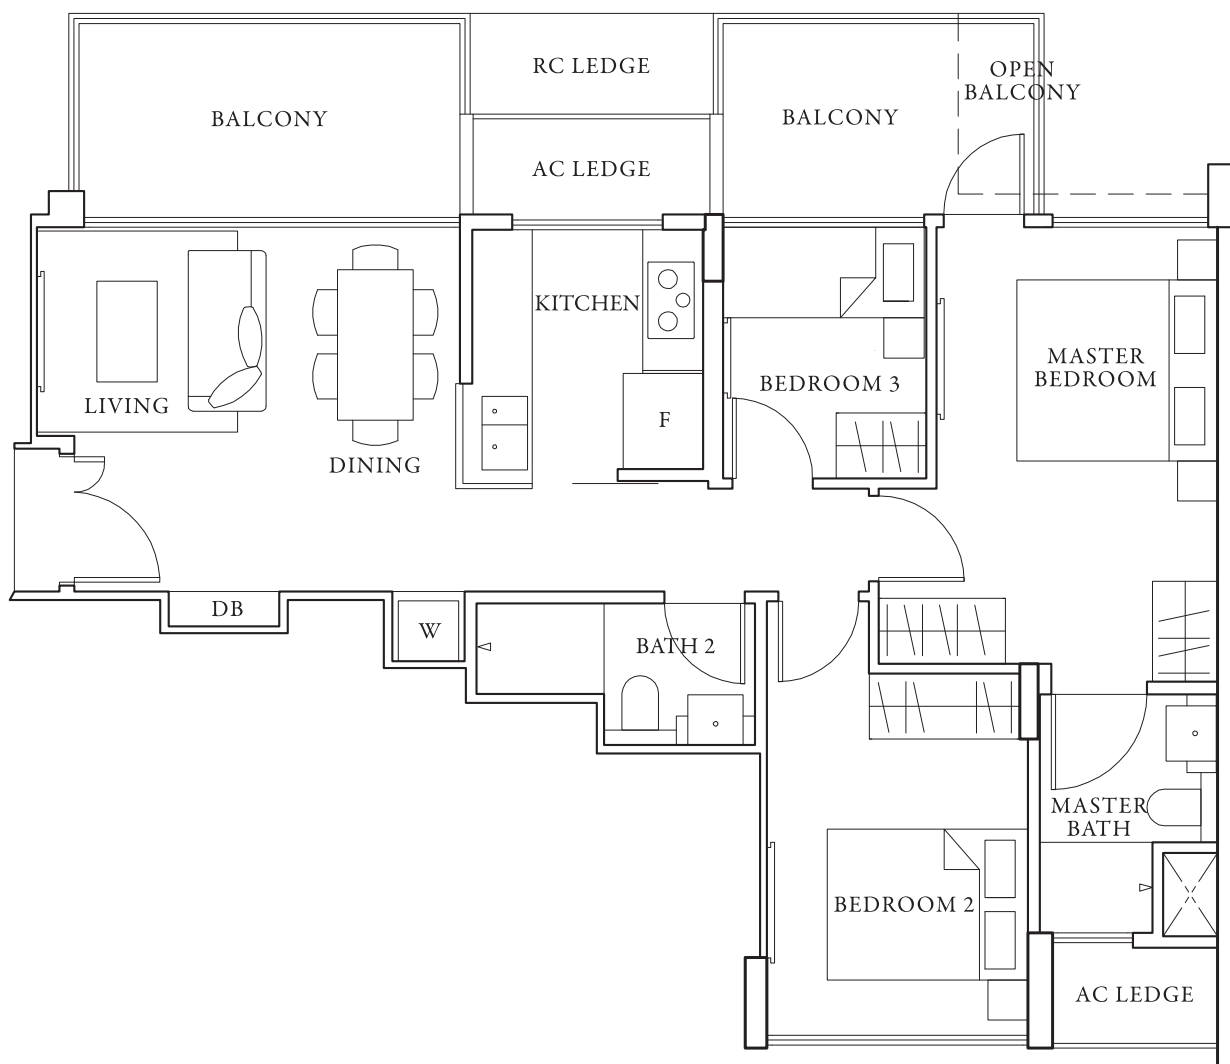 RC LEDGE
OPEN
BALCONY
BALCONY
BALCONY
AC LEDGE
KITCHEN
MASTER
BEDROOM
BEDROOM 3
LIVING
F
DINING
DB
W
BATH 2
MASTER
BATH
BEDROOM 2
AC LEDGE